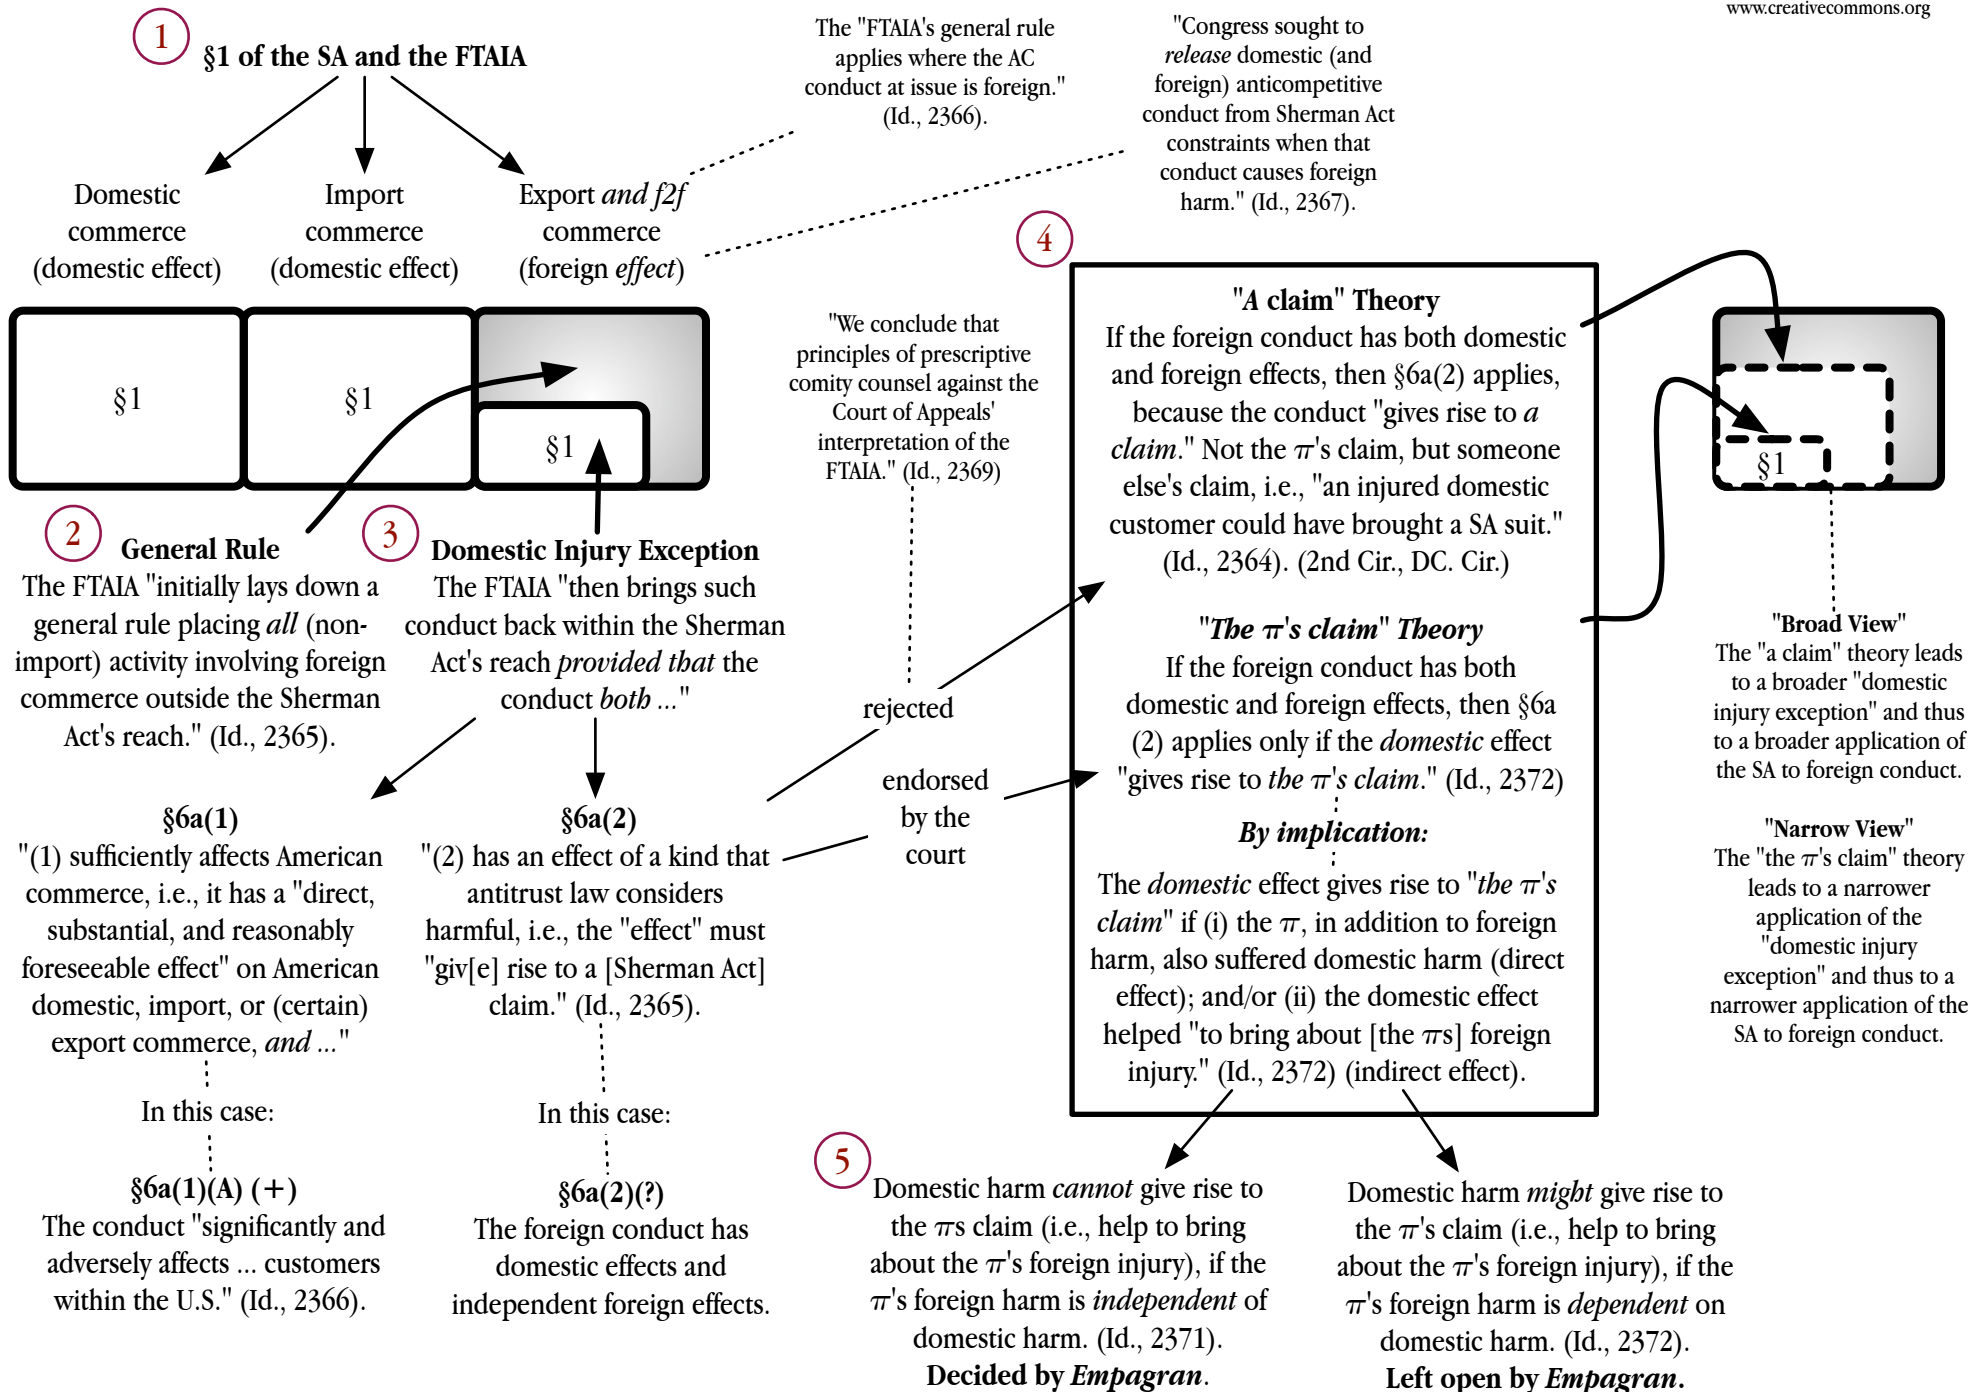 www.creativecommons.org
1
§1 of the SA and the FTAIA
The "FTAIA's general rule
applies where the AC
conduct at issue is foreign."
(Id., 2366).
"Congress sought to
release domestic (and
foreign) anticompetitive
conduct from Sherman Act
constraints when that
conduct causes foreign
harm." (Id., 2367).
Domestic
commerce
(domestic effect)
Import
commerce
(domestic effect)
Export and f2f
commerce
(foreign effect)
§1
§1
§1
"We conclude that
principles of prescriptive
comity counsel against the
Court of Appeals'
interpretation of the
FTAIA." (Id., 2369)
2
General Rule
The FTAIA "initially lays down a
general rule placing all (non-
import) activity involving foreign
commerce outside the Sherman
Act's reach." (Id., 2365).
3
Domestic Injury Exception
The FTAIA "then brings such
conduct back within the Sherman
Act's reach provided that the
conduct both ..."
§6a(1)
"(1) sufficiently affects American
commerce, i.e., it has a "direct,
substantial, and reasonably
foreseeable effect" on American
domestic, import, or (certain)
export commerce, and ..."
In this case:
§6a(1)(A) (+)
The conduct "significantly and
adversely affects ... customers
within the U.S." (Id., 2366).
§6a(2)
"(2) has an effect of a kind that
antitrust law considers
harmful, i.e., the "effect" must
"giv[e] rise to a [Sherman Act]
claim." (Id., 2365).
In this case:
§6a(2)(?)
The foreign conduct has
domestic effects and
independent foreign effects.
rejected
endorsed
by the
court
4
"A claim" Theory
If the foreign conduct has both domestic
and foreign effects, then §6a(2) applies,
because the conduct "gives rise to a
claim." Not the π's claim, but someone
else's claim, i.e., "an injured domestic
customer could have brought a SA suit."
(Id., 2364). (2nd Cir., DC. Cir.)
"The π's claim" Theory
If the foreign conduct has both
domestic and foreign effects, then §6a
(2) applies only if the domestic effect
"gives rise to the π's claim." (Id., 2372)
By implication:
The domestic effect gives rise to "the π's
claim" if (i) the π, in addition to foreign
harm, also suffered domestic harm (direct
effect); and/or (ii) the domestic effect
helped "to bring about [the πs] foreign
injury." (Id., 2372) (indirect effect).
5
Domestic harm cannot give rise to
the πs claim (i.e., help to bring
about the π's foreign injury), if the
π's foreign harm is independent of
domestic harm. (Id., 2371).
Decided by Empagran.
Domestic harm might give rise to
the π's claim (i.e., help to bring
about the π's foreign injury), if the
π's foreign harm is dependent on
domestic harm. (Id., 2372).
Left open by Empagran.
§1
"Broad View"
The "a claim" theory leads
to a broader "domestic
injury exception" and thus
to a broader application of
the SA to foreign conduct.
"Narrow View"
The "the π's claim" theory
leads to a narrower
application of the
"domestic injury
exception" and thus to a
narrower application of the
SA to foreign conduct.